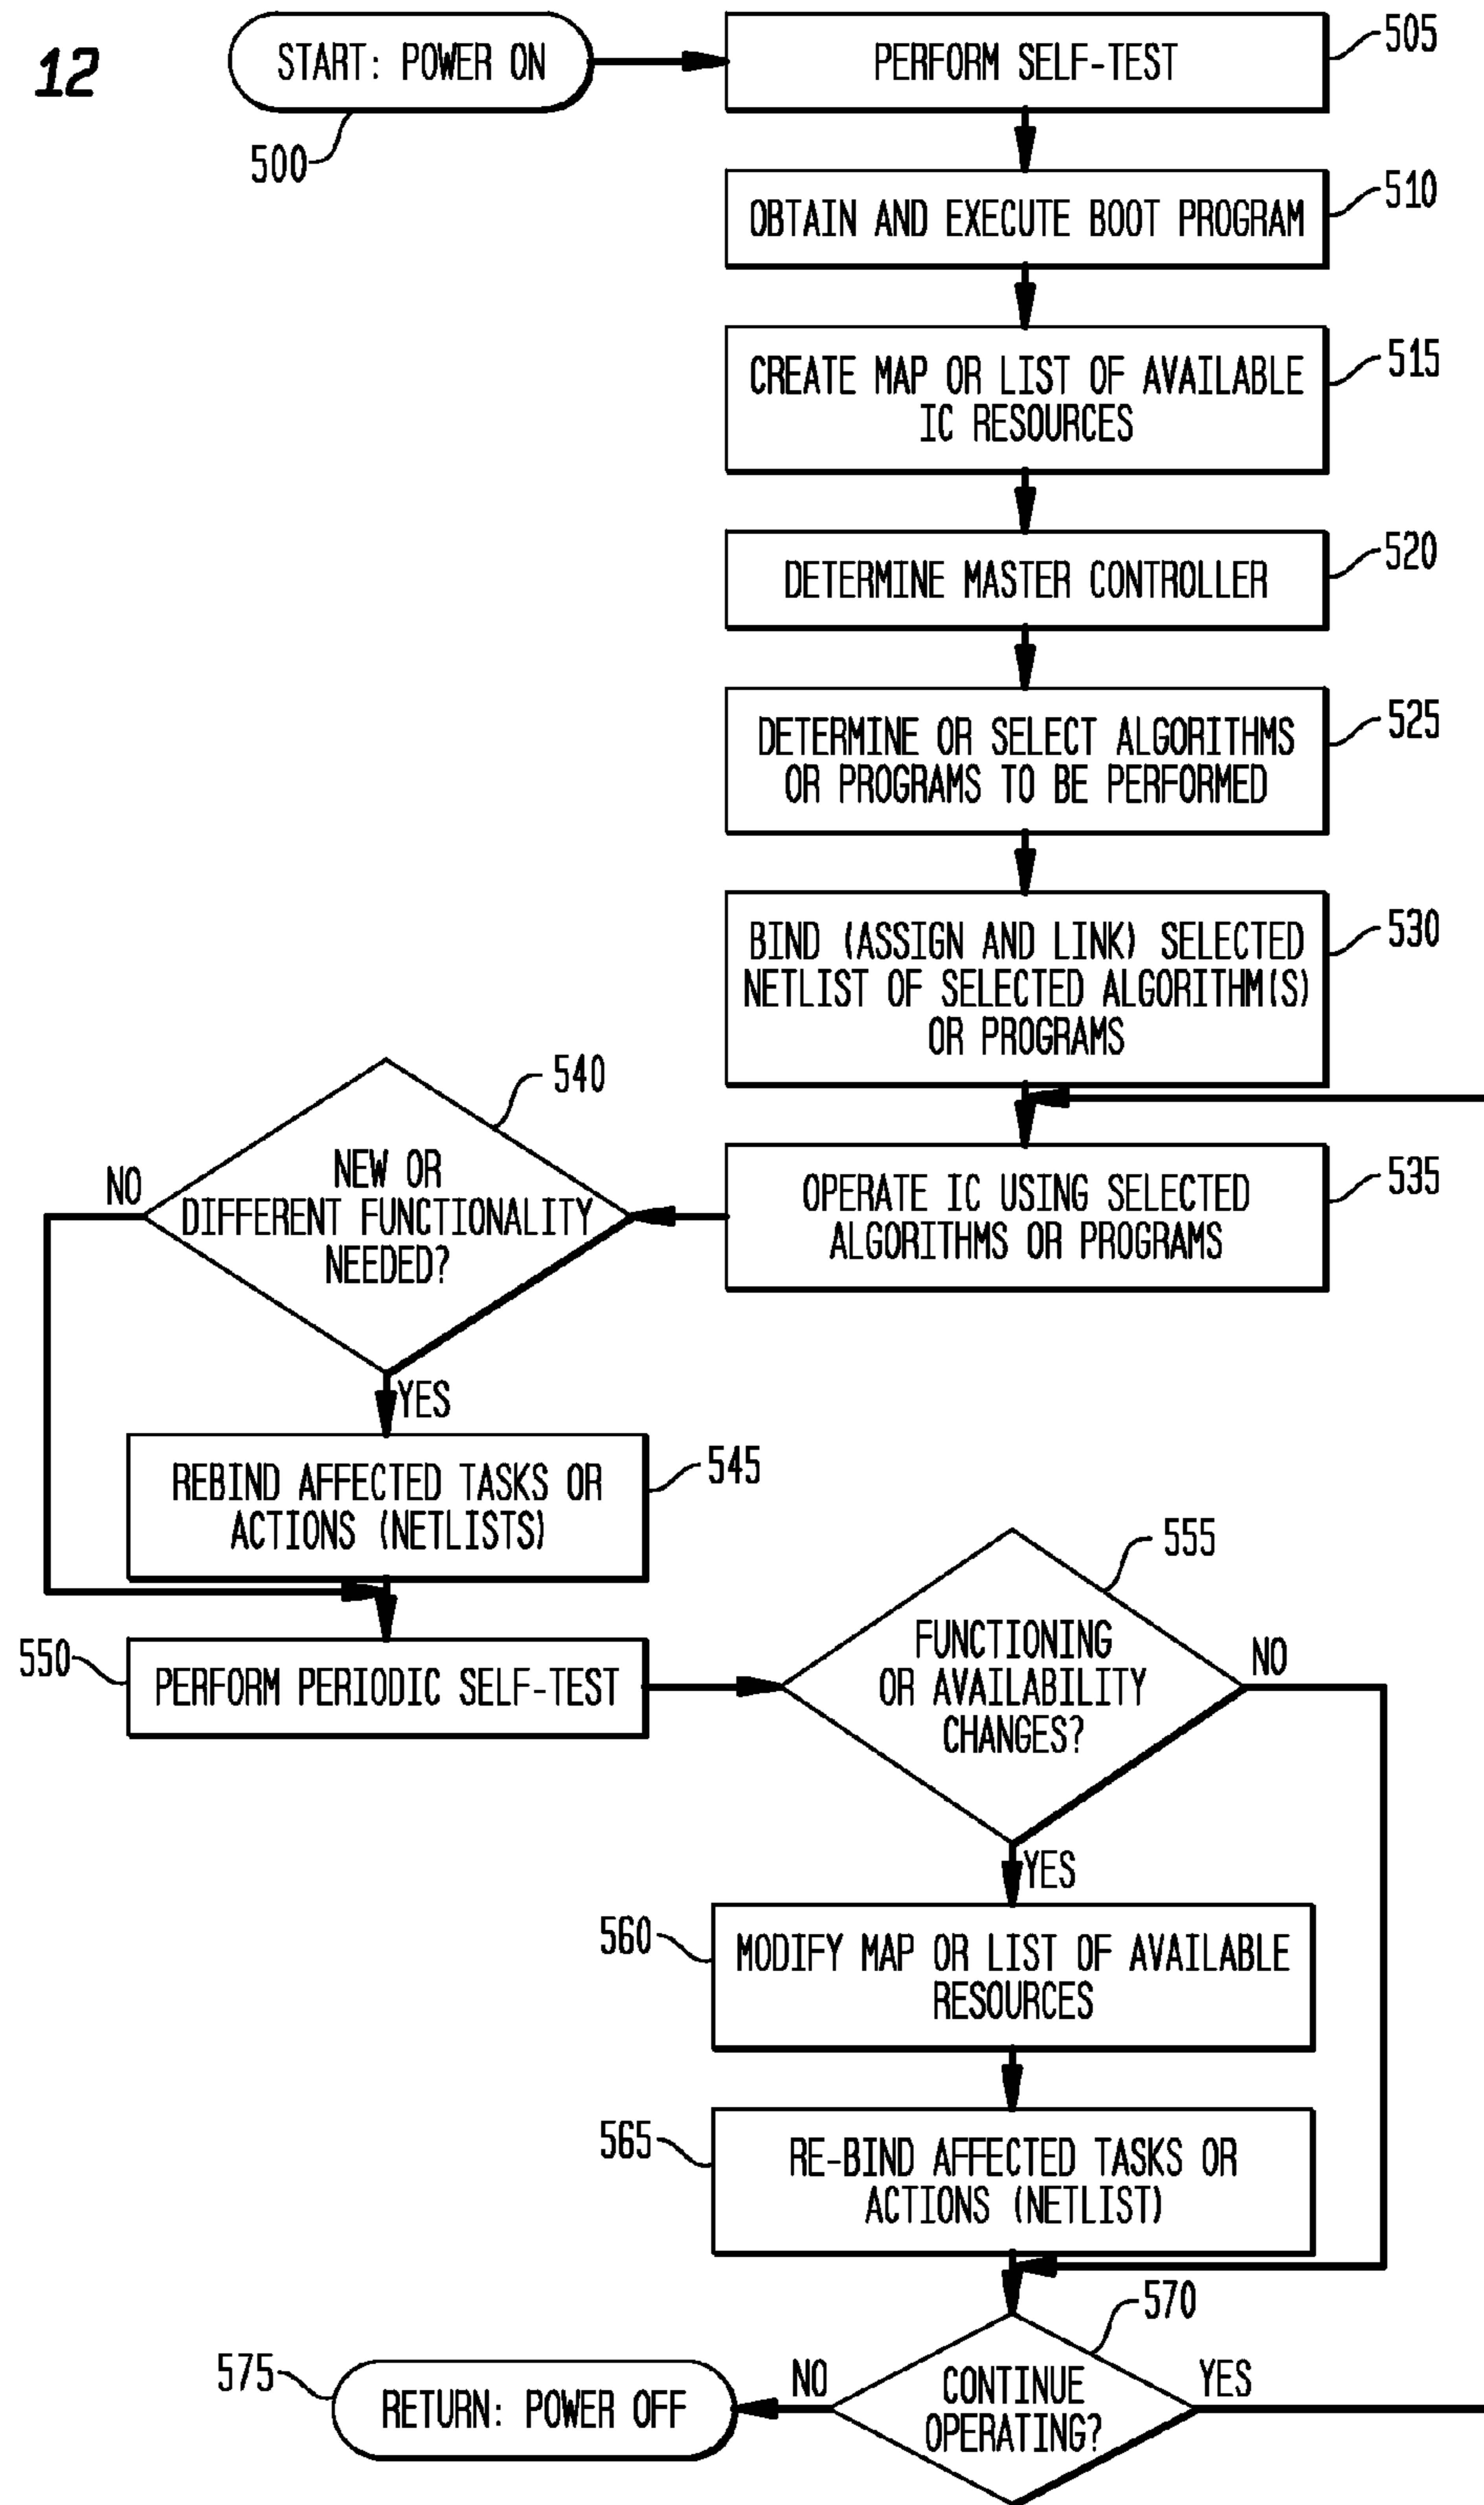 12
START: POWER ON
500
PERFORM SELF-TEST
505
OBTAIN AND EXECUTE BOOT PROGRAM
510
CREATE MAP OR LIST OF AVAILABLE
IC RESOURCES
515
DETERMINE MASTER CONTROLLER
520
DETERMINE OR SELECT ALGORITHMS
OR PROGRAMS TO BE PERFORMED
525
BIND (ASSIGN AND LINK) SELECTED
NETLIST OF SELECTED ALGORITHM(S)
OR PROGRAMS
530
OPERATE IC USING SELECTED
ALGORITHMS OR PROGRAMS
535
540
NEW OR
DIFFERENT FUNCTIONALITY
NEEDED?
NO
YES
REBIND AFFECTED TASKS OR
ACTIONS (NETLISTS)
545
550
PERFORM PERIODIC SELF-TEST
555
FUNCTIONING
OR AVAILABILITY
CHANGES?
NO
YES
560
MODIFY MAP OR LIST OF AVAILABLE
RESOURCES
565
RE-BIND AFFECTED TASKS OR
ACTIONS (NETLIST)
570
CONTINUE
OPERATING?
NO
YES
575
RETURN: POWER OFF